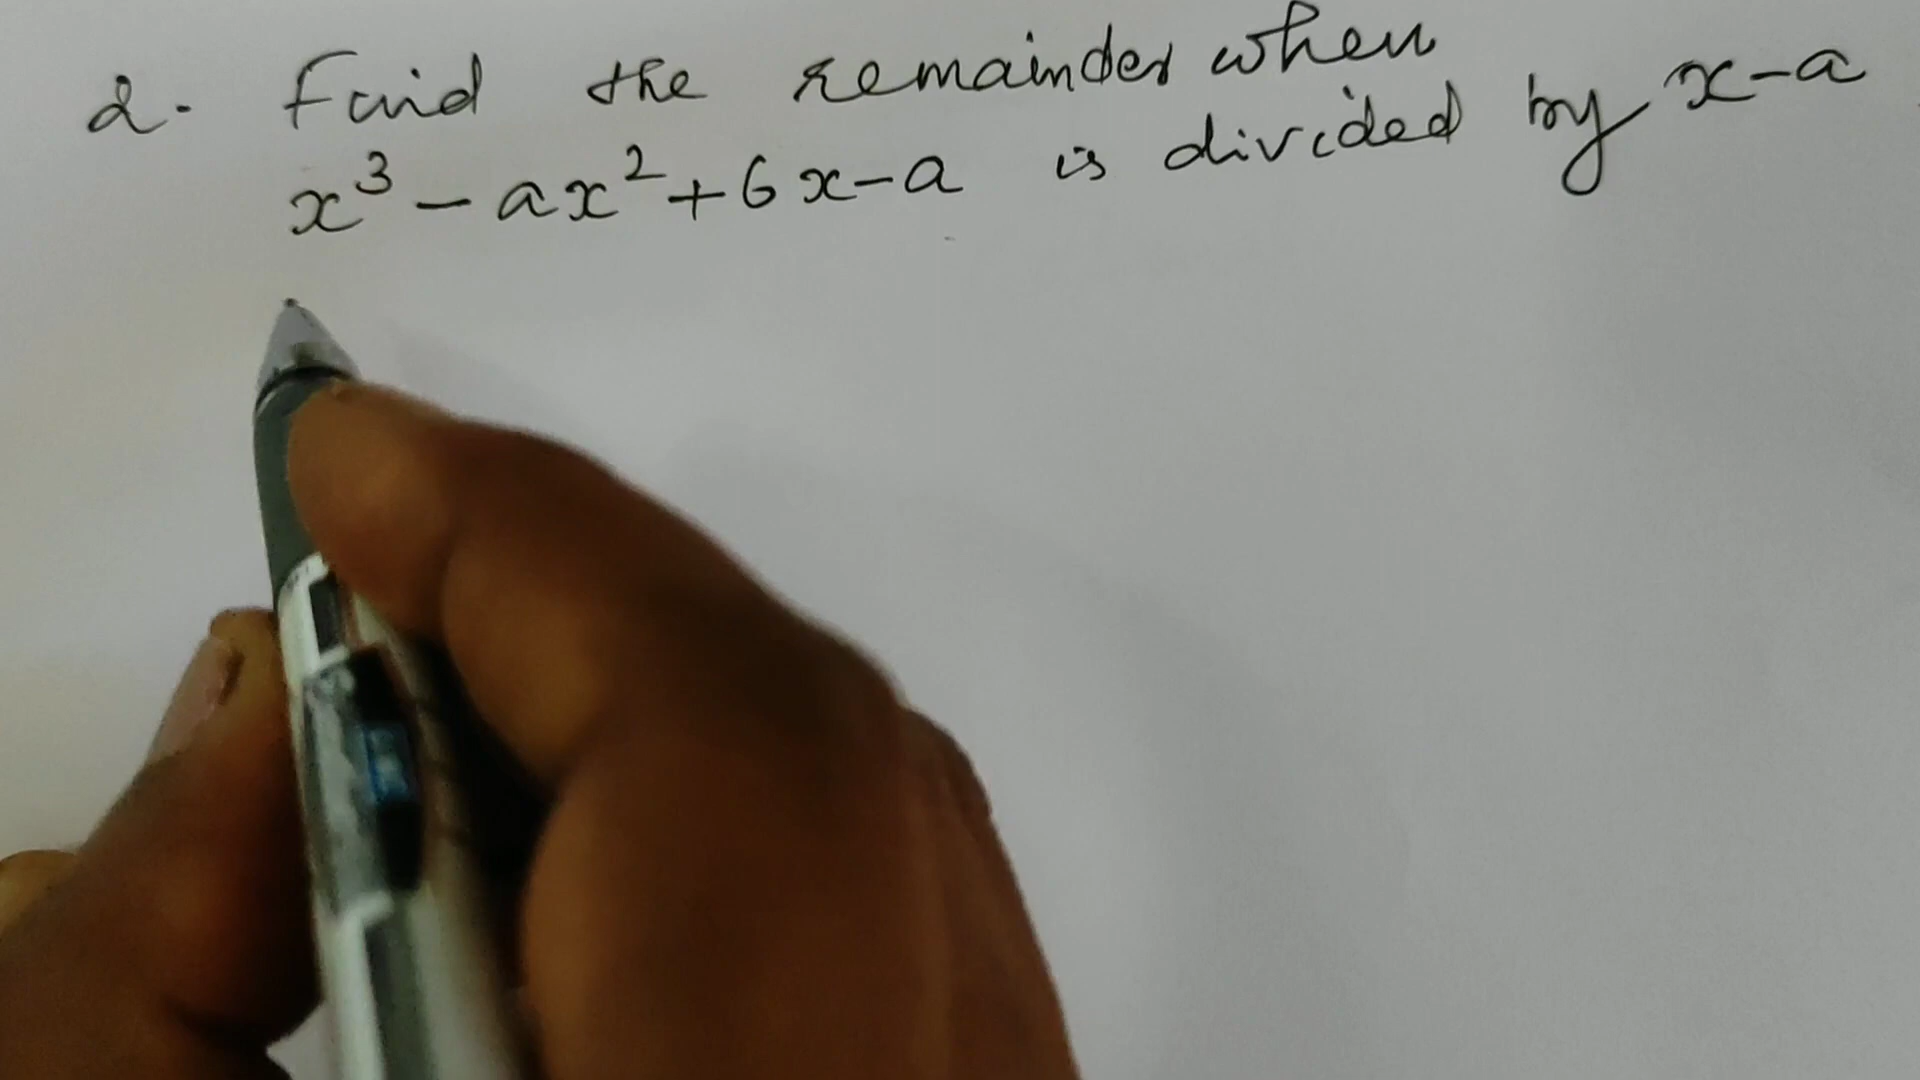 2. Find the remainder when
x³ - ax² + 6x - a is divided by x - a